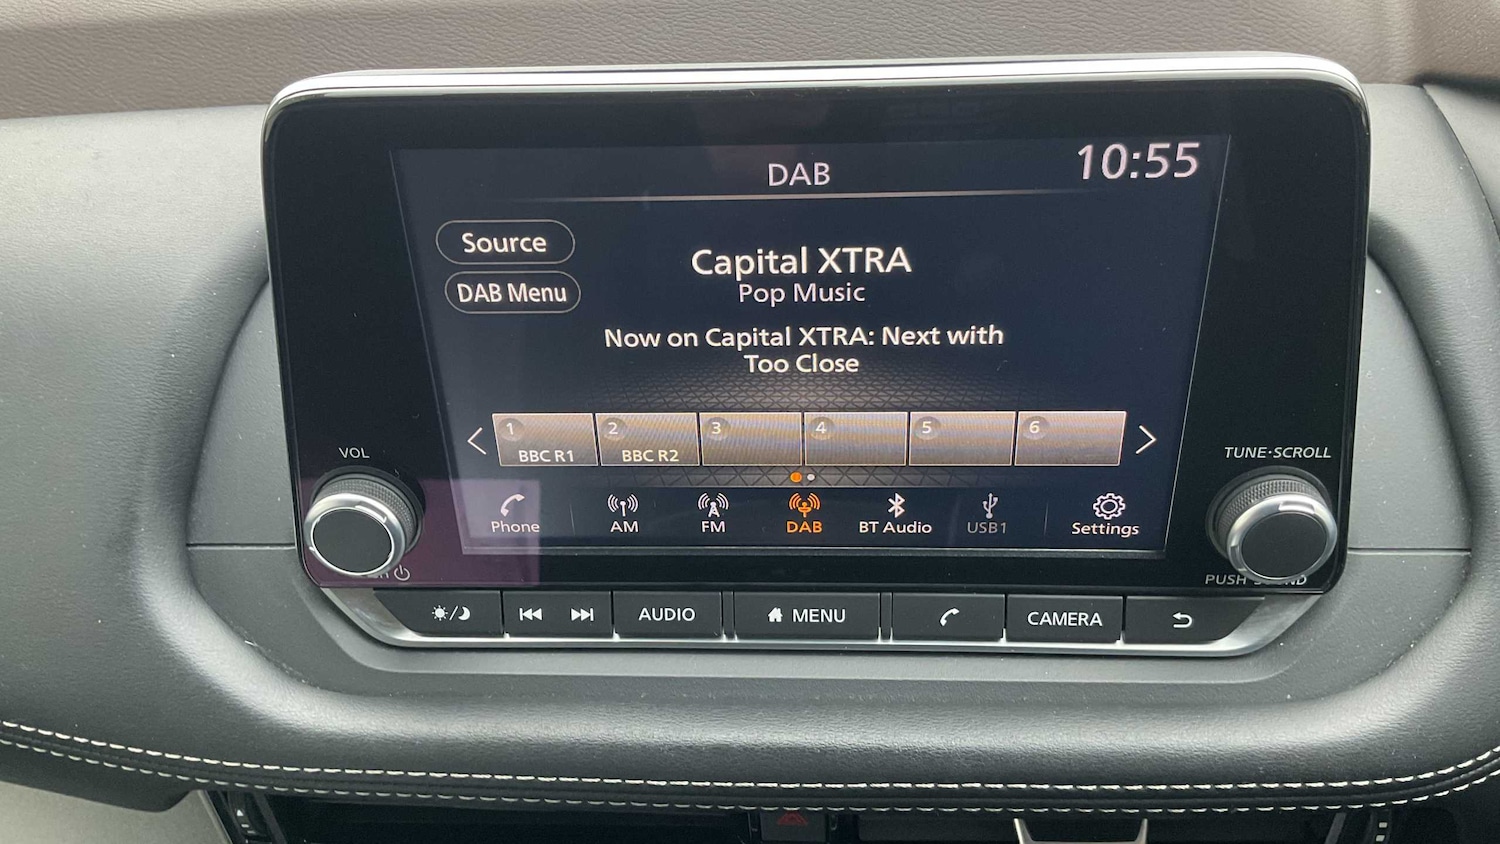 DAB
10:55
Source
DAB Menu
Capital XTRA
Pop Music
Now on Capital XTRA: Next with
Too Close
1
BBC R1
2
BBC R2
3
4
5
6
VOL
TUNE·SCROLL
Phone
AM
FM
DAB
BT Audio
USB1
Settings
PUSH
AUDIO
MENU
CAMERA